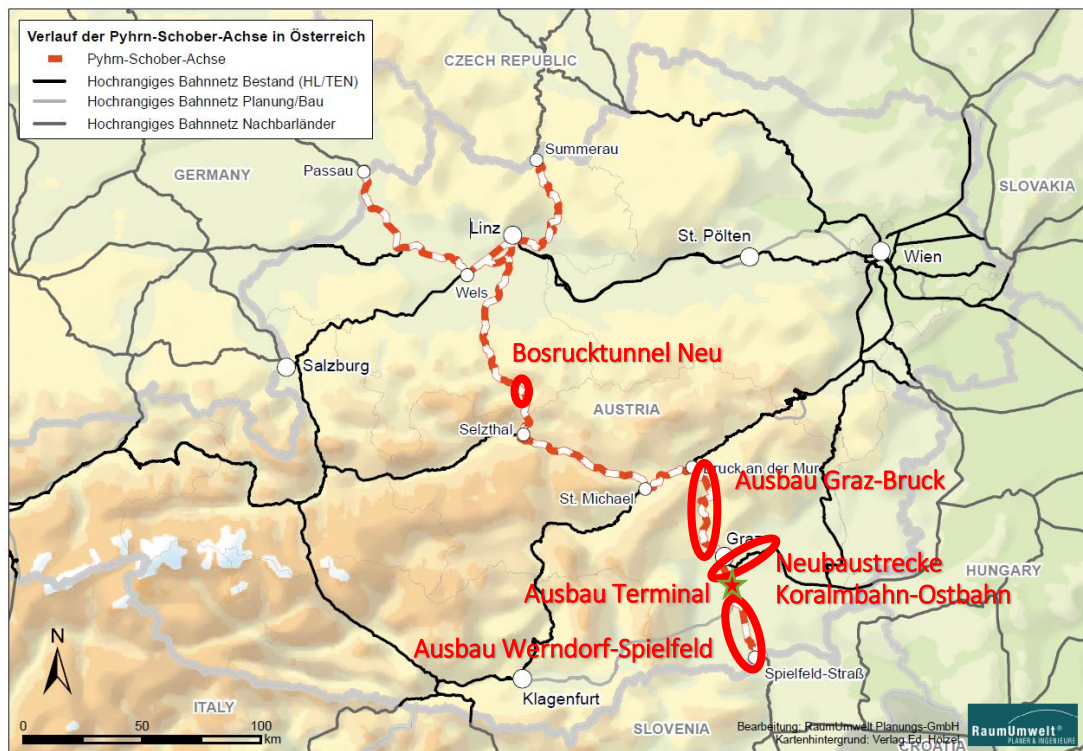 Verlauf der Pyhrn-Schober-Achse in Österreich
Pyhrn-Schober-Achse
Hochrangiges Bahnnetz Bestand (HL/TEN)
Hochrangiges Bahnnetz Planung/Bau
Hochrangiges Bahnnetz Nachbarländer
CZECH REPUBLIC
Summerau
Passau
GERMANY
SLOVAKIA
Linz
St. Pölten
Wien
Wels
Bosrucktunnel Neu
Salzburg
AUSTRIA
Selzthal
Bruck an der Mur
Ausbau Graz-Bruck
St. Michael
Graz
Neubaustrecke
Koralmbahn-Ostbahn
HUNGARY
Ausbau Terminal
Ausbau Werndorf-Spielfeld
Spielfeld-Straß
N
Klagenfurt
ITALY
SLOVENIA
0 50 100
km
Bearbeitung: RaumUmwelt Planungs-GmbH
Kartenhintergrund: Verlag Ed. Hölzel
CROATIA
RaumUmwelt®
PLANER & INGENIEURE